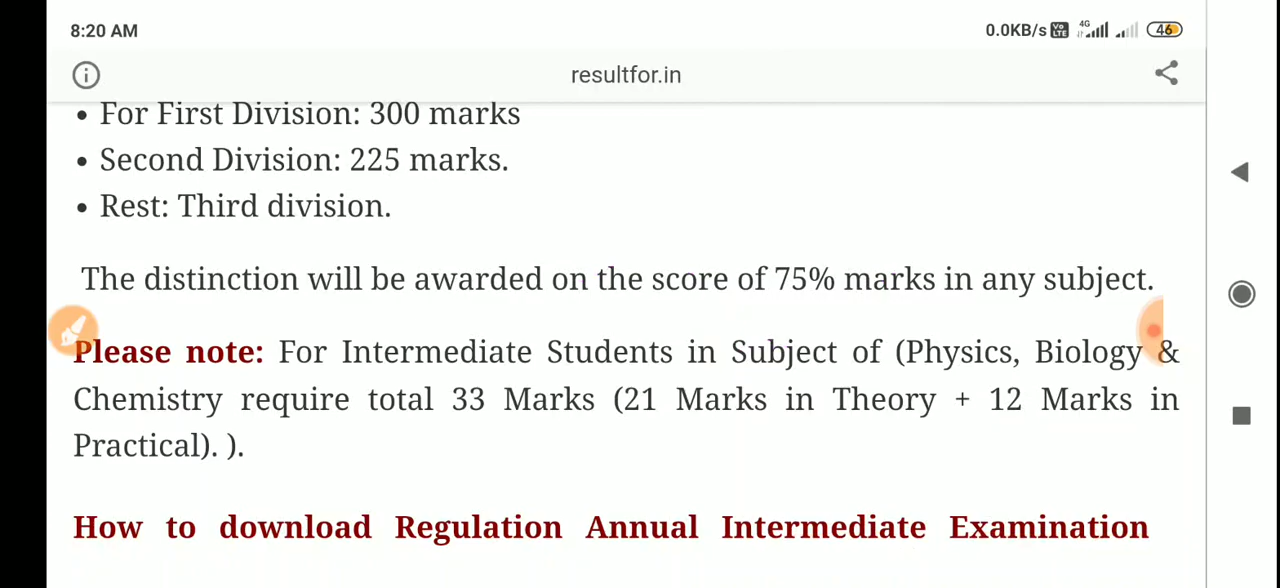 8:20 AM
0.0KB/s Vo LTE 4G 46
resultfor.in
• For First Division: 300 marks
• Second Division: 225 marks.
• Rest: Third division.
The distinction will be awarded on the score of 75% marks in any subject.
Please note: For Intermediate Students in Subject of (Physics, Biology &
Chemistry require total 33 Marks (21 Marks in Theory + 12 Marks in
Practical). ).
How to download Regulation Annual Intermediate Examination